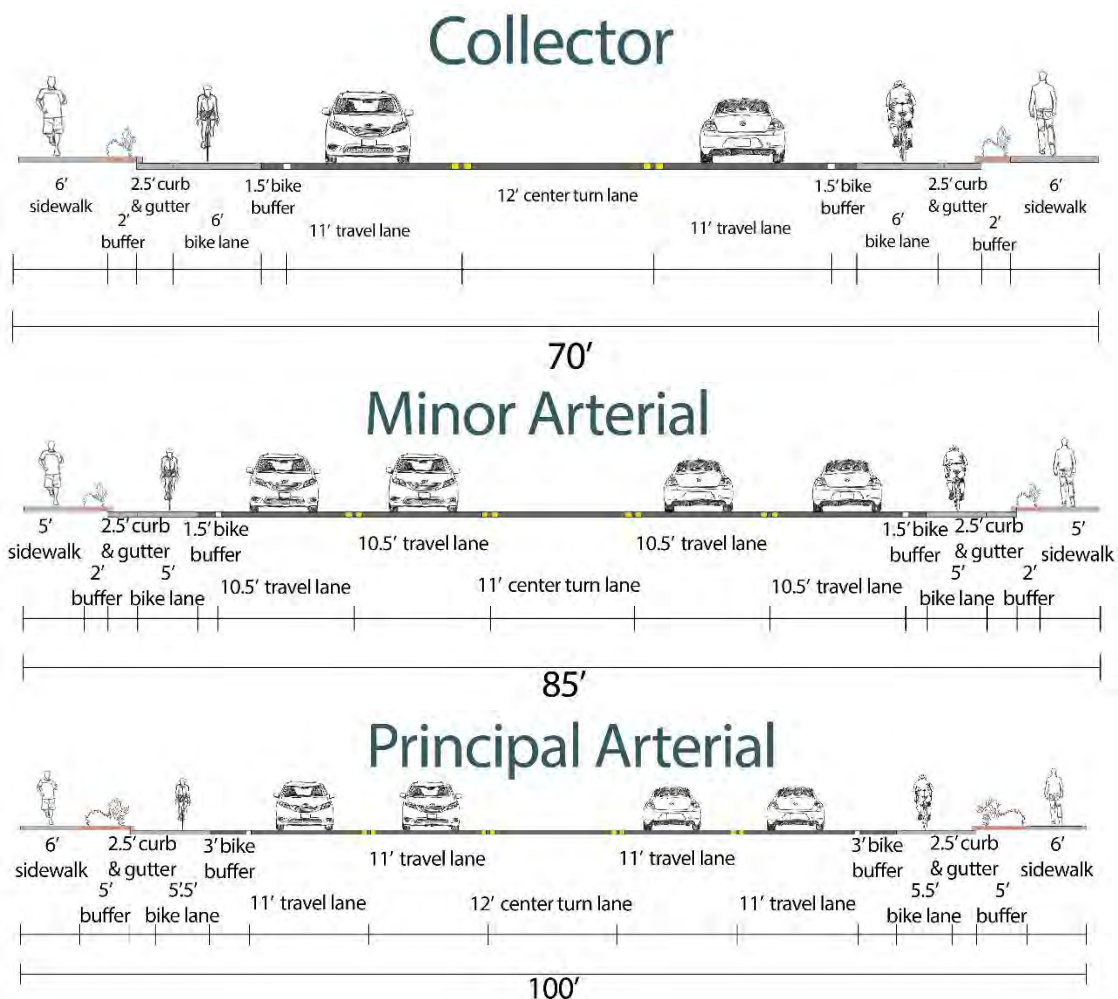 Collector
6' 2.5' curb 1.5' bike 12' center turn lane 1.5' bike 2.5' curb 6'
sidewalk & gutter buffer buffer & gutter sidewalk
2' 6' 11' travel lane 11' travel lane 6' 2'
buffer bike lane bike lane buffer
70'
Minor Arterial
5' 2.5' curb 1.5' bike 10.5' travel lane 10.5' travel lane 1.5' bike 2.5' curb 5'
sidewalk & gutter buffer buffer & gutter sidewalk
2' 5' 10.5' travel lane 11' center turn lane 10.5' travel lane 5' 2'
buffer bike lane bike lane buffer
85'
Principal Arterial
6' 2.5' curb 3' bike 11' travel lane 11' travel lane 3' bike 2.5' curb 6'
sidewalk & gutter buffer buffer & gutter sidewalk
5' 5'.5' 11' travel lane 12' center turn lane 11' travel lane 5.5' 5'
buffer bike lane bike lane buffer
100'